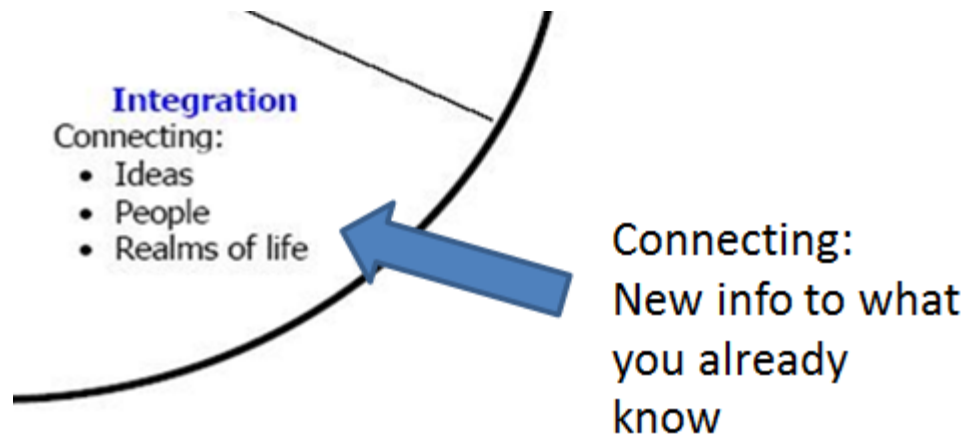 Integration
Connecting:
• Ideas
• People
• Realms of life
Connecting:
New info to what
you already
know